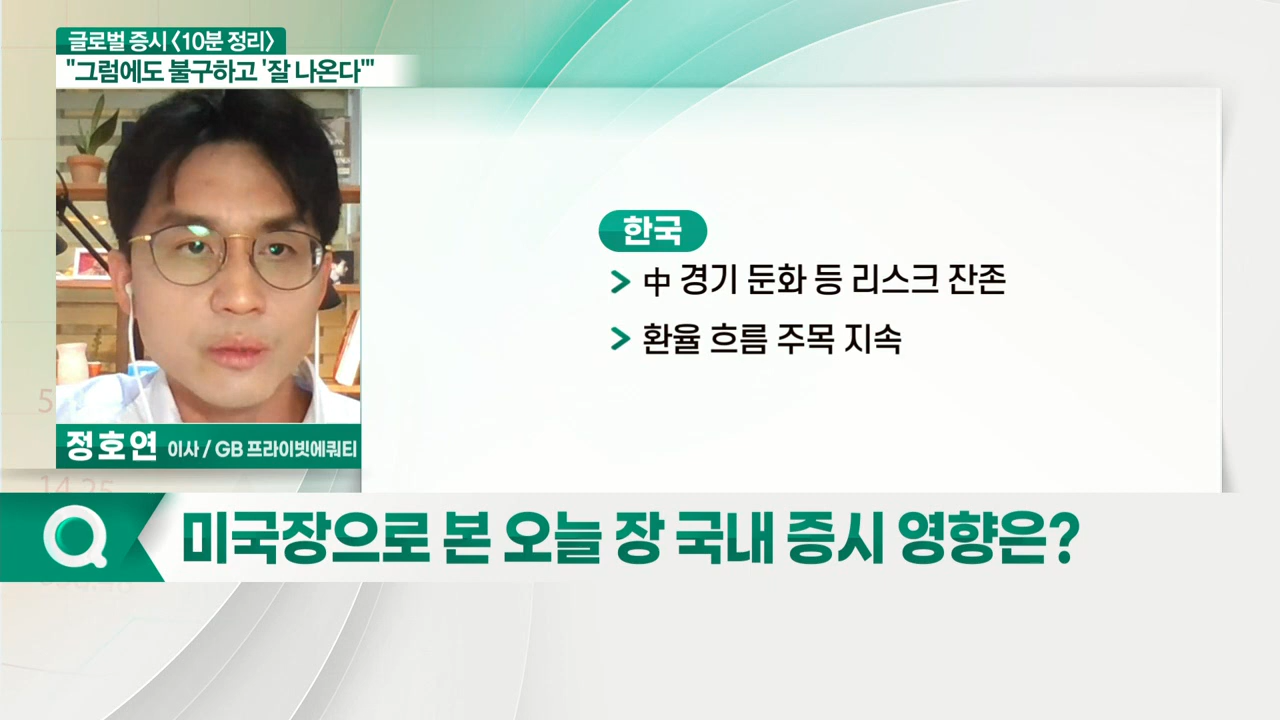 글로벌 증시 〈10분 정리〉
"그럼에도 불구하고 '잘 나온다'"
한국
中 경기 둔화 등 리스크 잔존
환율 흐름 주목 지속
정호연 이사 / GB 프라이빗에쿼티
14.25
미국장으로 본 오늘 장 국내 증시 영향은?